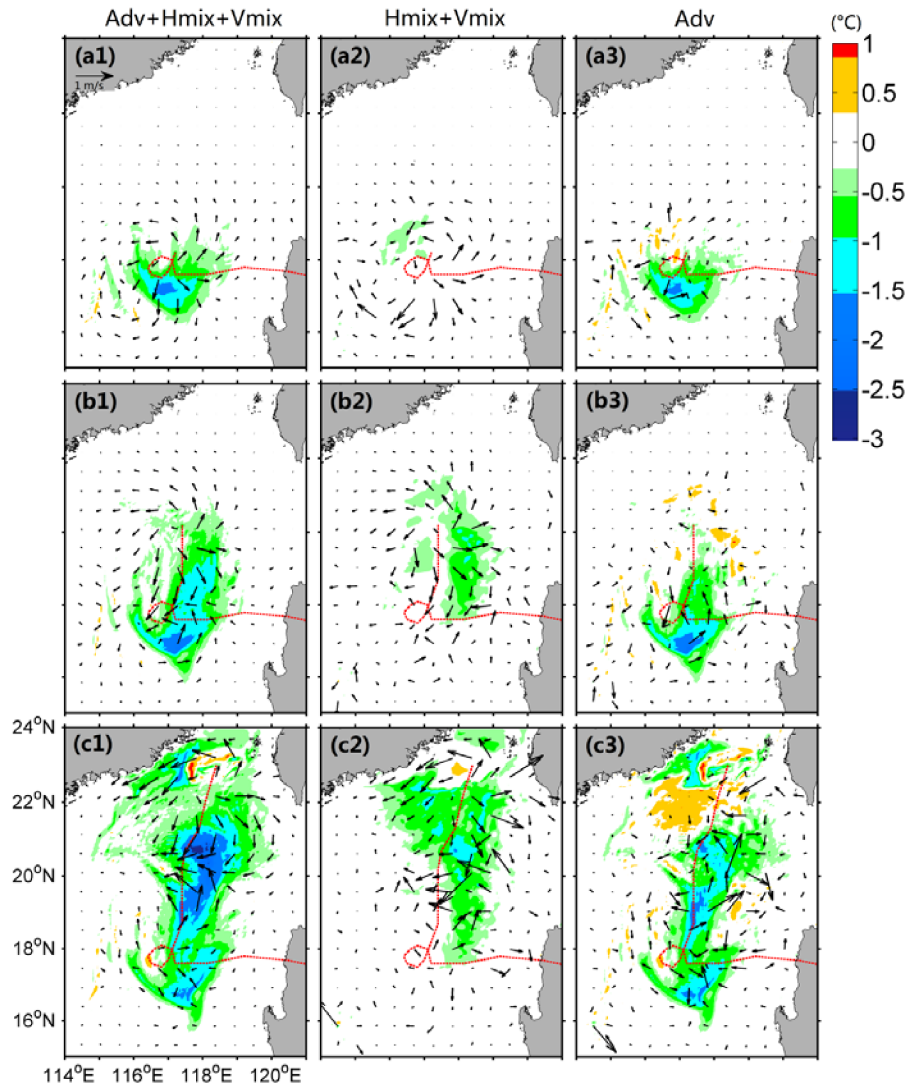 Adv+Hmix+Vmix Hmix+Vmix Adv (°C)
(a1) (a2) (a3) 1
1 m/s
0.5
0
-0.5
-1
-1.5
-2
(b1) (b2) (b3) -2.5
-3
24°N (c1) (c2) (c3)
22°N
20°N
18°N
16°N
114°E 116°E 118°E 120°E